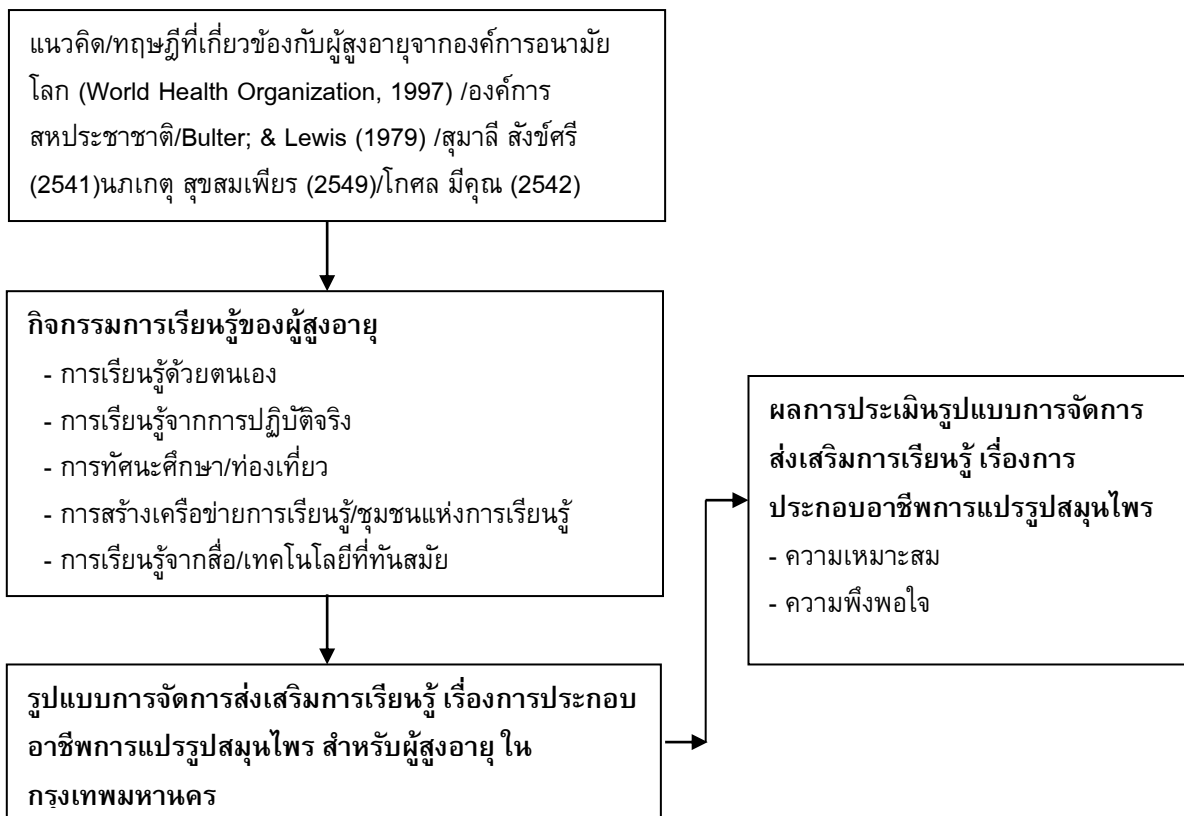 แนวคิด/ทฤษฎีที่เกี่ยวข้องกับผู้สูงอายุจากองค์การอนามัย
โลก (World Health Organization, 1997) /องค์การ
สหประชาชาติ/Bulter; & Lewis (1979) /สุมาลี สังข์ศรี
(2541)นภเกตุ สุขสมเพียร (2549)/โกศล มีคุณ (2542)
กิจกรรมการเรียนรู้ของผู้สูงอายุ
- การเรียนรู้ด้วยตนเอง
- การเรียนรู้จากการปฏิบัติจริง
- การทัศนะศึกษา/ท่องเที่ยว
- การสร้างเครือข่ายการเรียนรู้/ชุมชนแห่งการเรียนรู้
- การเรียนรู้จากสื่อ/เทคโนโลยีที่ทันสมัย
รูปแบบการจัดการส่งเสริมการเรียนรู้ เรื่องการประกอบ
อาชีพการแปรรูปสมุนไพร สำหรับผู้สูงอายุ ใน
กรุงเทพมหานคร
ผลการประเมินรูปแบบการจัดการ
ส่งเสริมการเรียนรู้ เรื่องการ
ประกอบอาชีพการแปรรูปสมุนไพร
- ความเหมาะสม
- ความพึงพอใจ